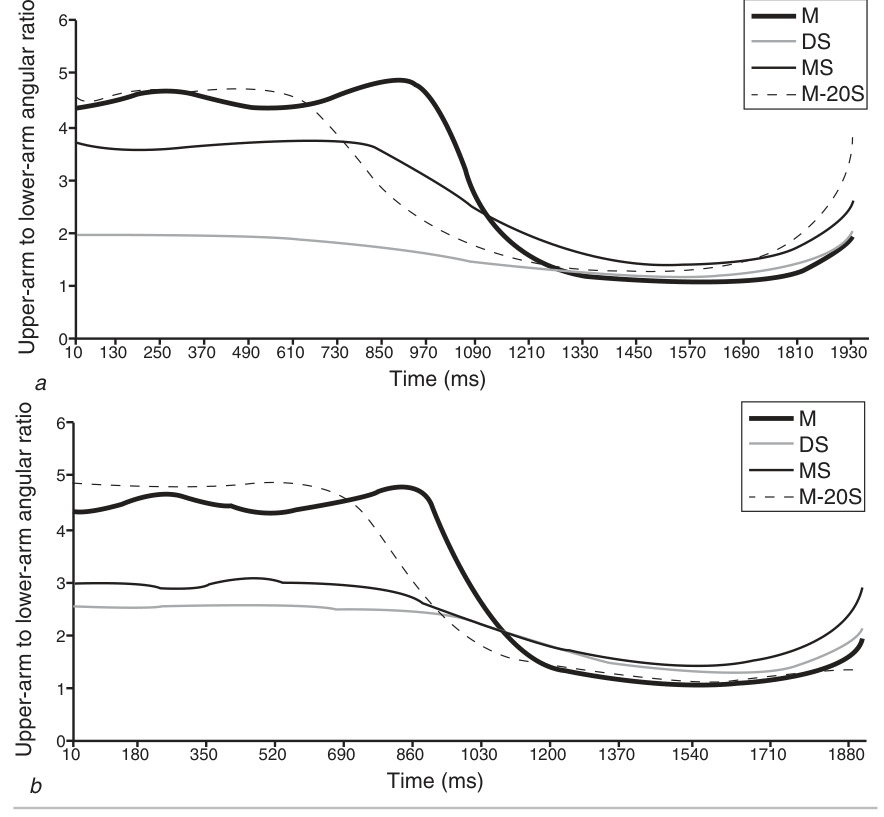 Upper-arm to lower-arm angular ratio
6
5
4
3
2
1
0
M
DS
MS
M-20S
10 130 250 370 490 610 730 850 970 1090 1210 1330 1450 1570 1690 1810 1930
Time (ms)
a
Upper-arm to lower-arm angular ratio
6
5
4
3
2
1
0
M
DS
MS
M-20S
10 180 350 520 690 860 1030 1200 1370 1540 1710 1880
Time (ms)
b